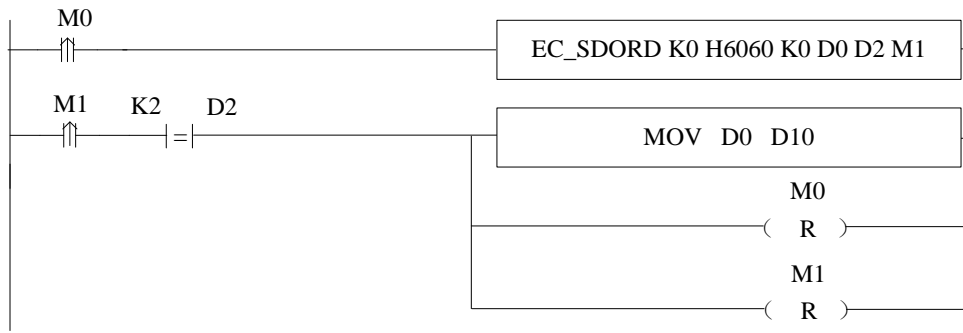 M0
EC_SDORD K0 H6060 K0 D0 D2 M1
M1 K2 = D2
MOV D0 D10
M0
( R )
M1
( R )